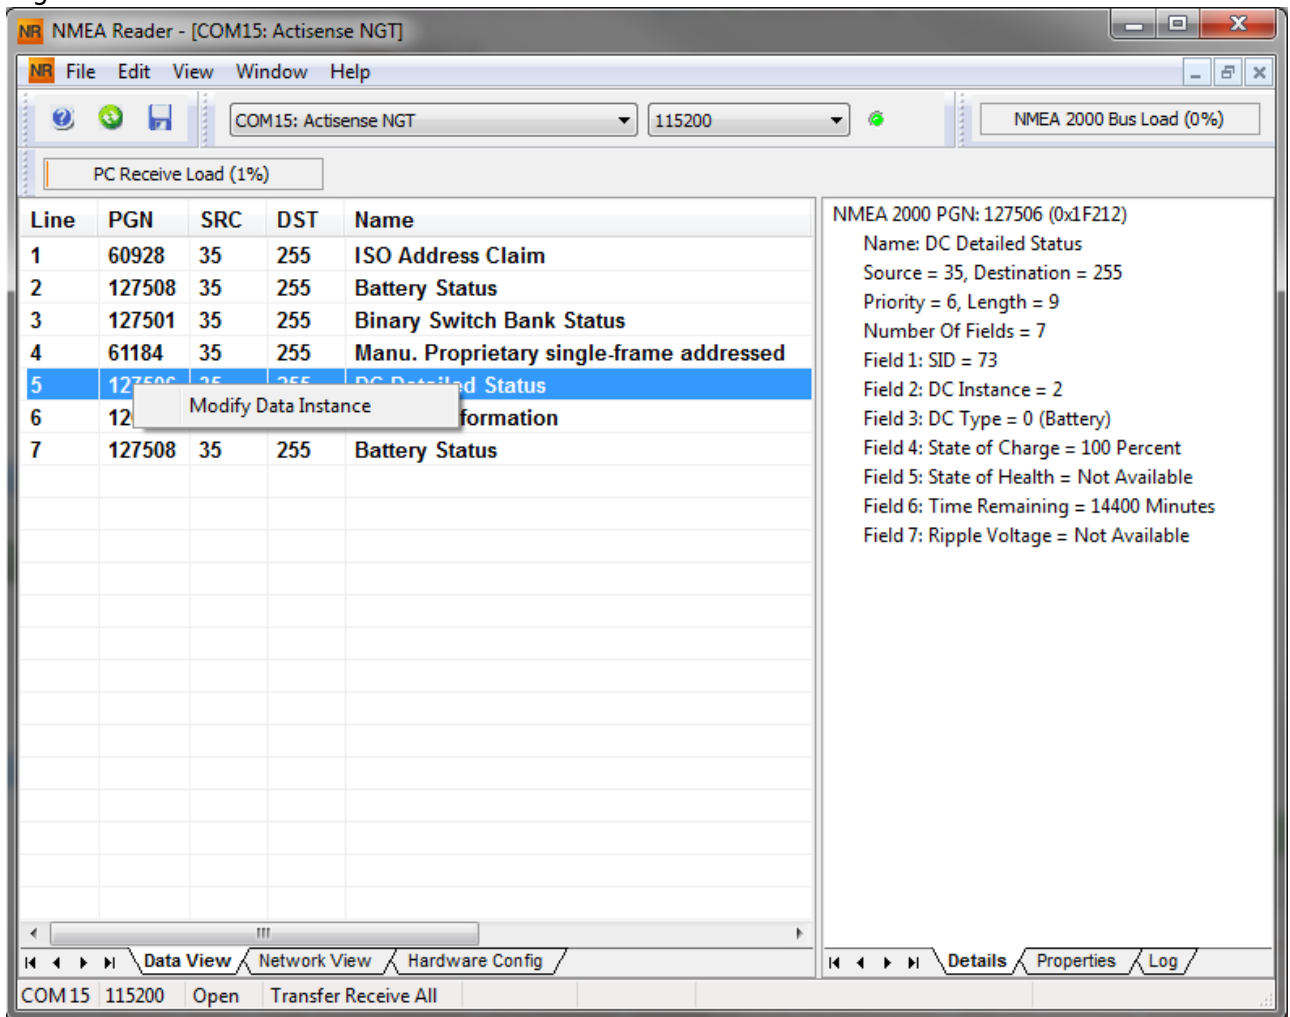 NR NMEA Reader - [COM15: Actisense NGT]
NR File Edit View Window Help
COM15: Actisense NGT 115200 NMEA 2000 Bus Load (0%)
PC Receive Load (1%)
Line PGN SRC DST Name
1 60928 35 255 ISO Address Claim
2 127508 35 255 Battery Status
3 127501 35 255 Binary Switch Bank Status
4 61184 35 255 Manu. Proprietary single-frame addressed
5 127506 35 255 DC Detailed Status
Modify Data Instance
6 12 formation
7 127508 35 255 Battery Status
NMEA 2000 PGN: 127506 (0x1F212)
Name: DC Detailed Status
Source = 35, Destination = 255
Priority = 6, Length = 9
Number Of Fields = 7
Field 1: SID = 73
Field 2: DC Instance = 2
Field 3: DC Type = 0 (Battery)
Field 4: State of Charge = 100 Percent
Field 5: State of Health = Not Available
Field 6: Time Remaining = 14400 Minutes
Field 7: Ripple Voltage = Not Available
Data View Network View Hardware Config
Details Properties Log
COM15 115200 Open Transfer Receive All